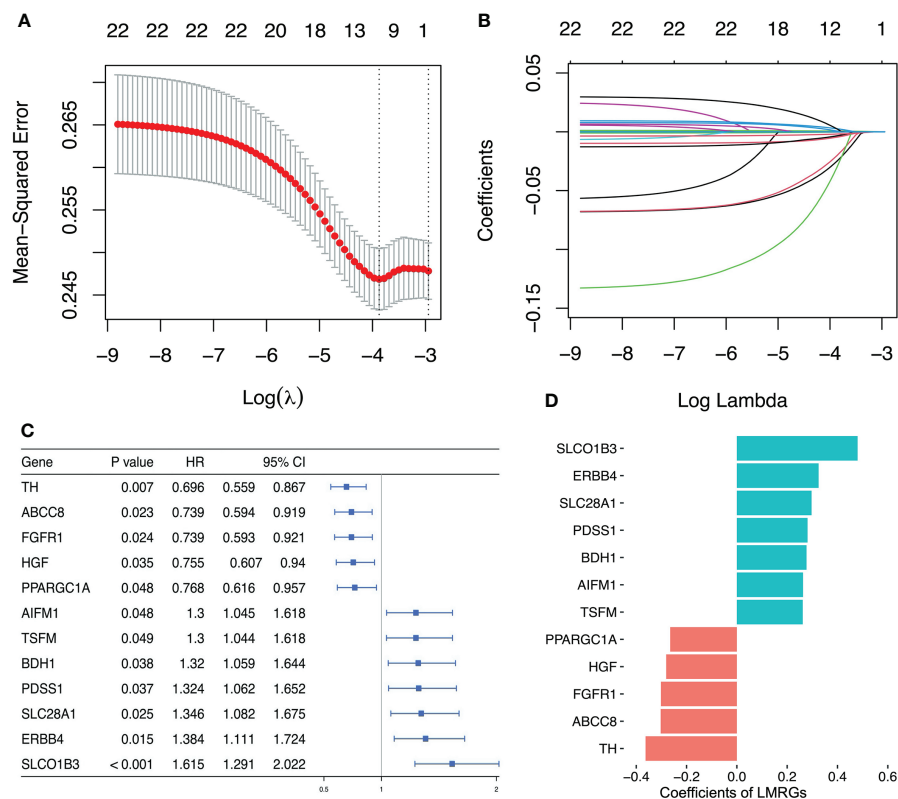 A
22 22 22 22 20 18 13 9 1
Mean−Squared Error
0.265
0.255
0.245
−9 −8 −7 −6 −5 −4 −3
Log(λ)
B
22 22 22 22 18 12 1
Coefficients
0.05
−0.05
−0.15
−9 −8 −7 −6 −5 −4 −3
Log Lambda
C
Gene P value HR 95% CI
TH 0.007 0.696 0.559 0.867
ABCC8 0.023 0.739 0.594 0.919
FGFR1 0.024 0.739 0.593 0.921
HGF 0.035 0.755 0.607 0.94
PPARGC1A 0.048 0.768 0.616 0.957
AIFM1 0.048 1.3 1.045 1.618
TSFM 0.049 1.3 1.044 1.618
BDH1 0.038 1.32 1.059 1.644
PDSS1 0.037 1.324 1.062 1.652
SLC28A1 0.025 1.346 1.082 1.675
ERBB4 0.015 1.384 1.111 1.724
SLCO1B3 < 0.001 1.615 1.291 2.022
0.5 1 2
D
SLCO1B3
ERBB4
SLC28A1
PDSS1
BDH1
AIFM1
TSFM
PPARGC1A
HGF
FGFR1
ABCC8
TH
−0.4 −0.2 0.0 0.2 0.4 0.6
Coefficients of LMRGs